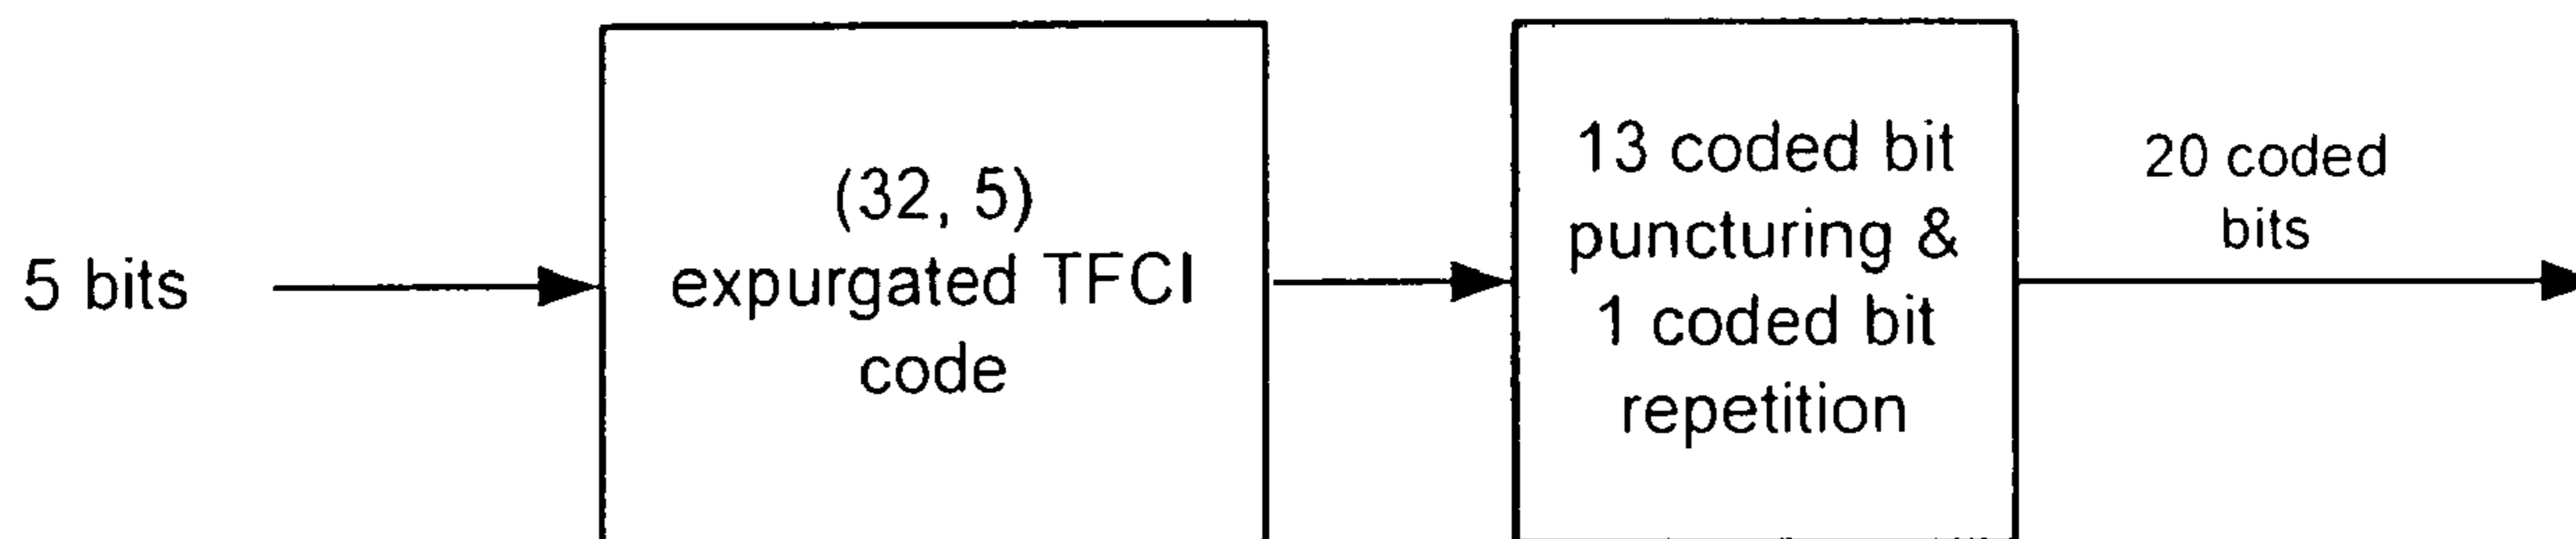 5 bits
(32, 5)
expurgated TFCI
code
13 coded bit
puncturing &
1 coded bit
repetition
20 coded
bits